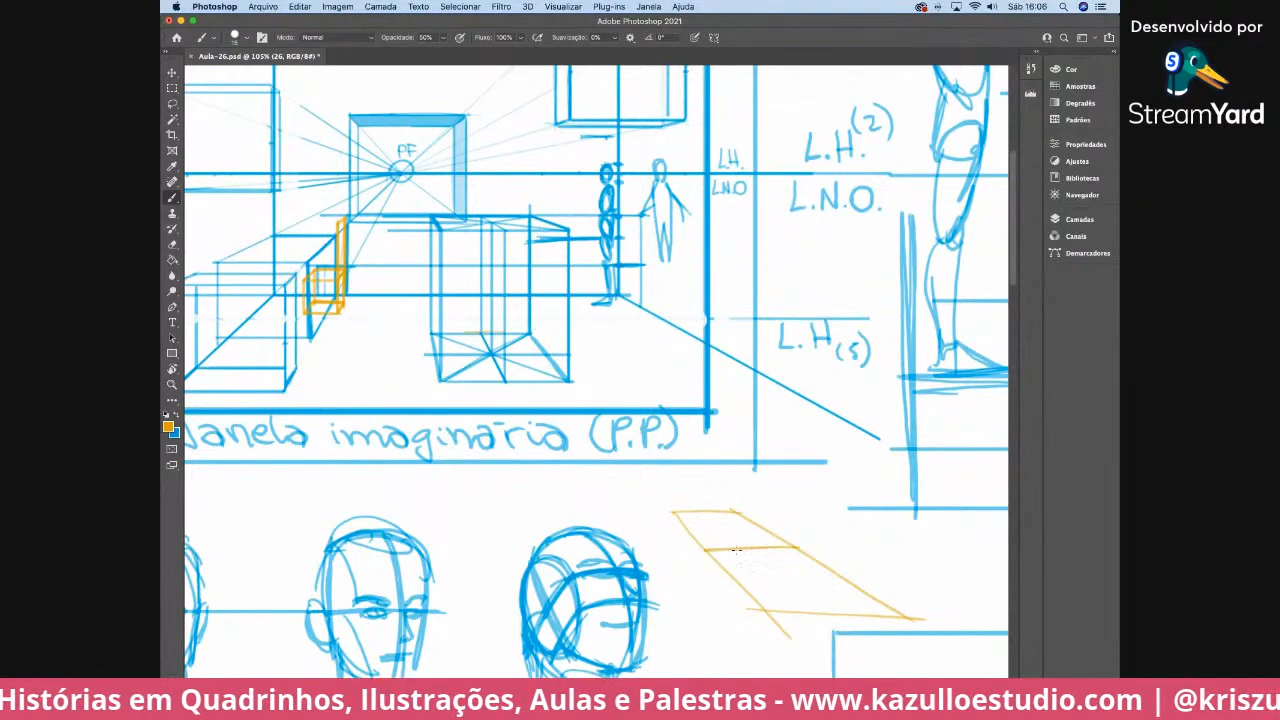 Photoshop Arquivo Editar Imagem Camada Texto Selecionar Filtro 3D Visualizar Plug-ins Janela Ajuda
Sáb 16:06
Adobe Photoshop 2021
15
Modo: Normal
Opacidade: 50%
Fluxo: 100%
Suavização: 0%
0°
Aula-26.psd @ 105% (26, RGB/8#) *
Cor
Amostras
Degradês
Padrões
Propriedades
Ajustes
Bibliotecas
Navegador
Camadas
Canais
Demarcadores
PF
L.H.
L.N.O
L.H.(2)
L.N.O.
L.H(5)
Janela imaginária (P.P.)
Desenvolvido por
S
StreamYard
Histórias em Quadrinhos, Ilustrações, Aulas e Palestras - www.kazulloestudio.com | @kriszu